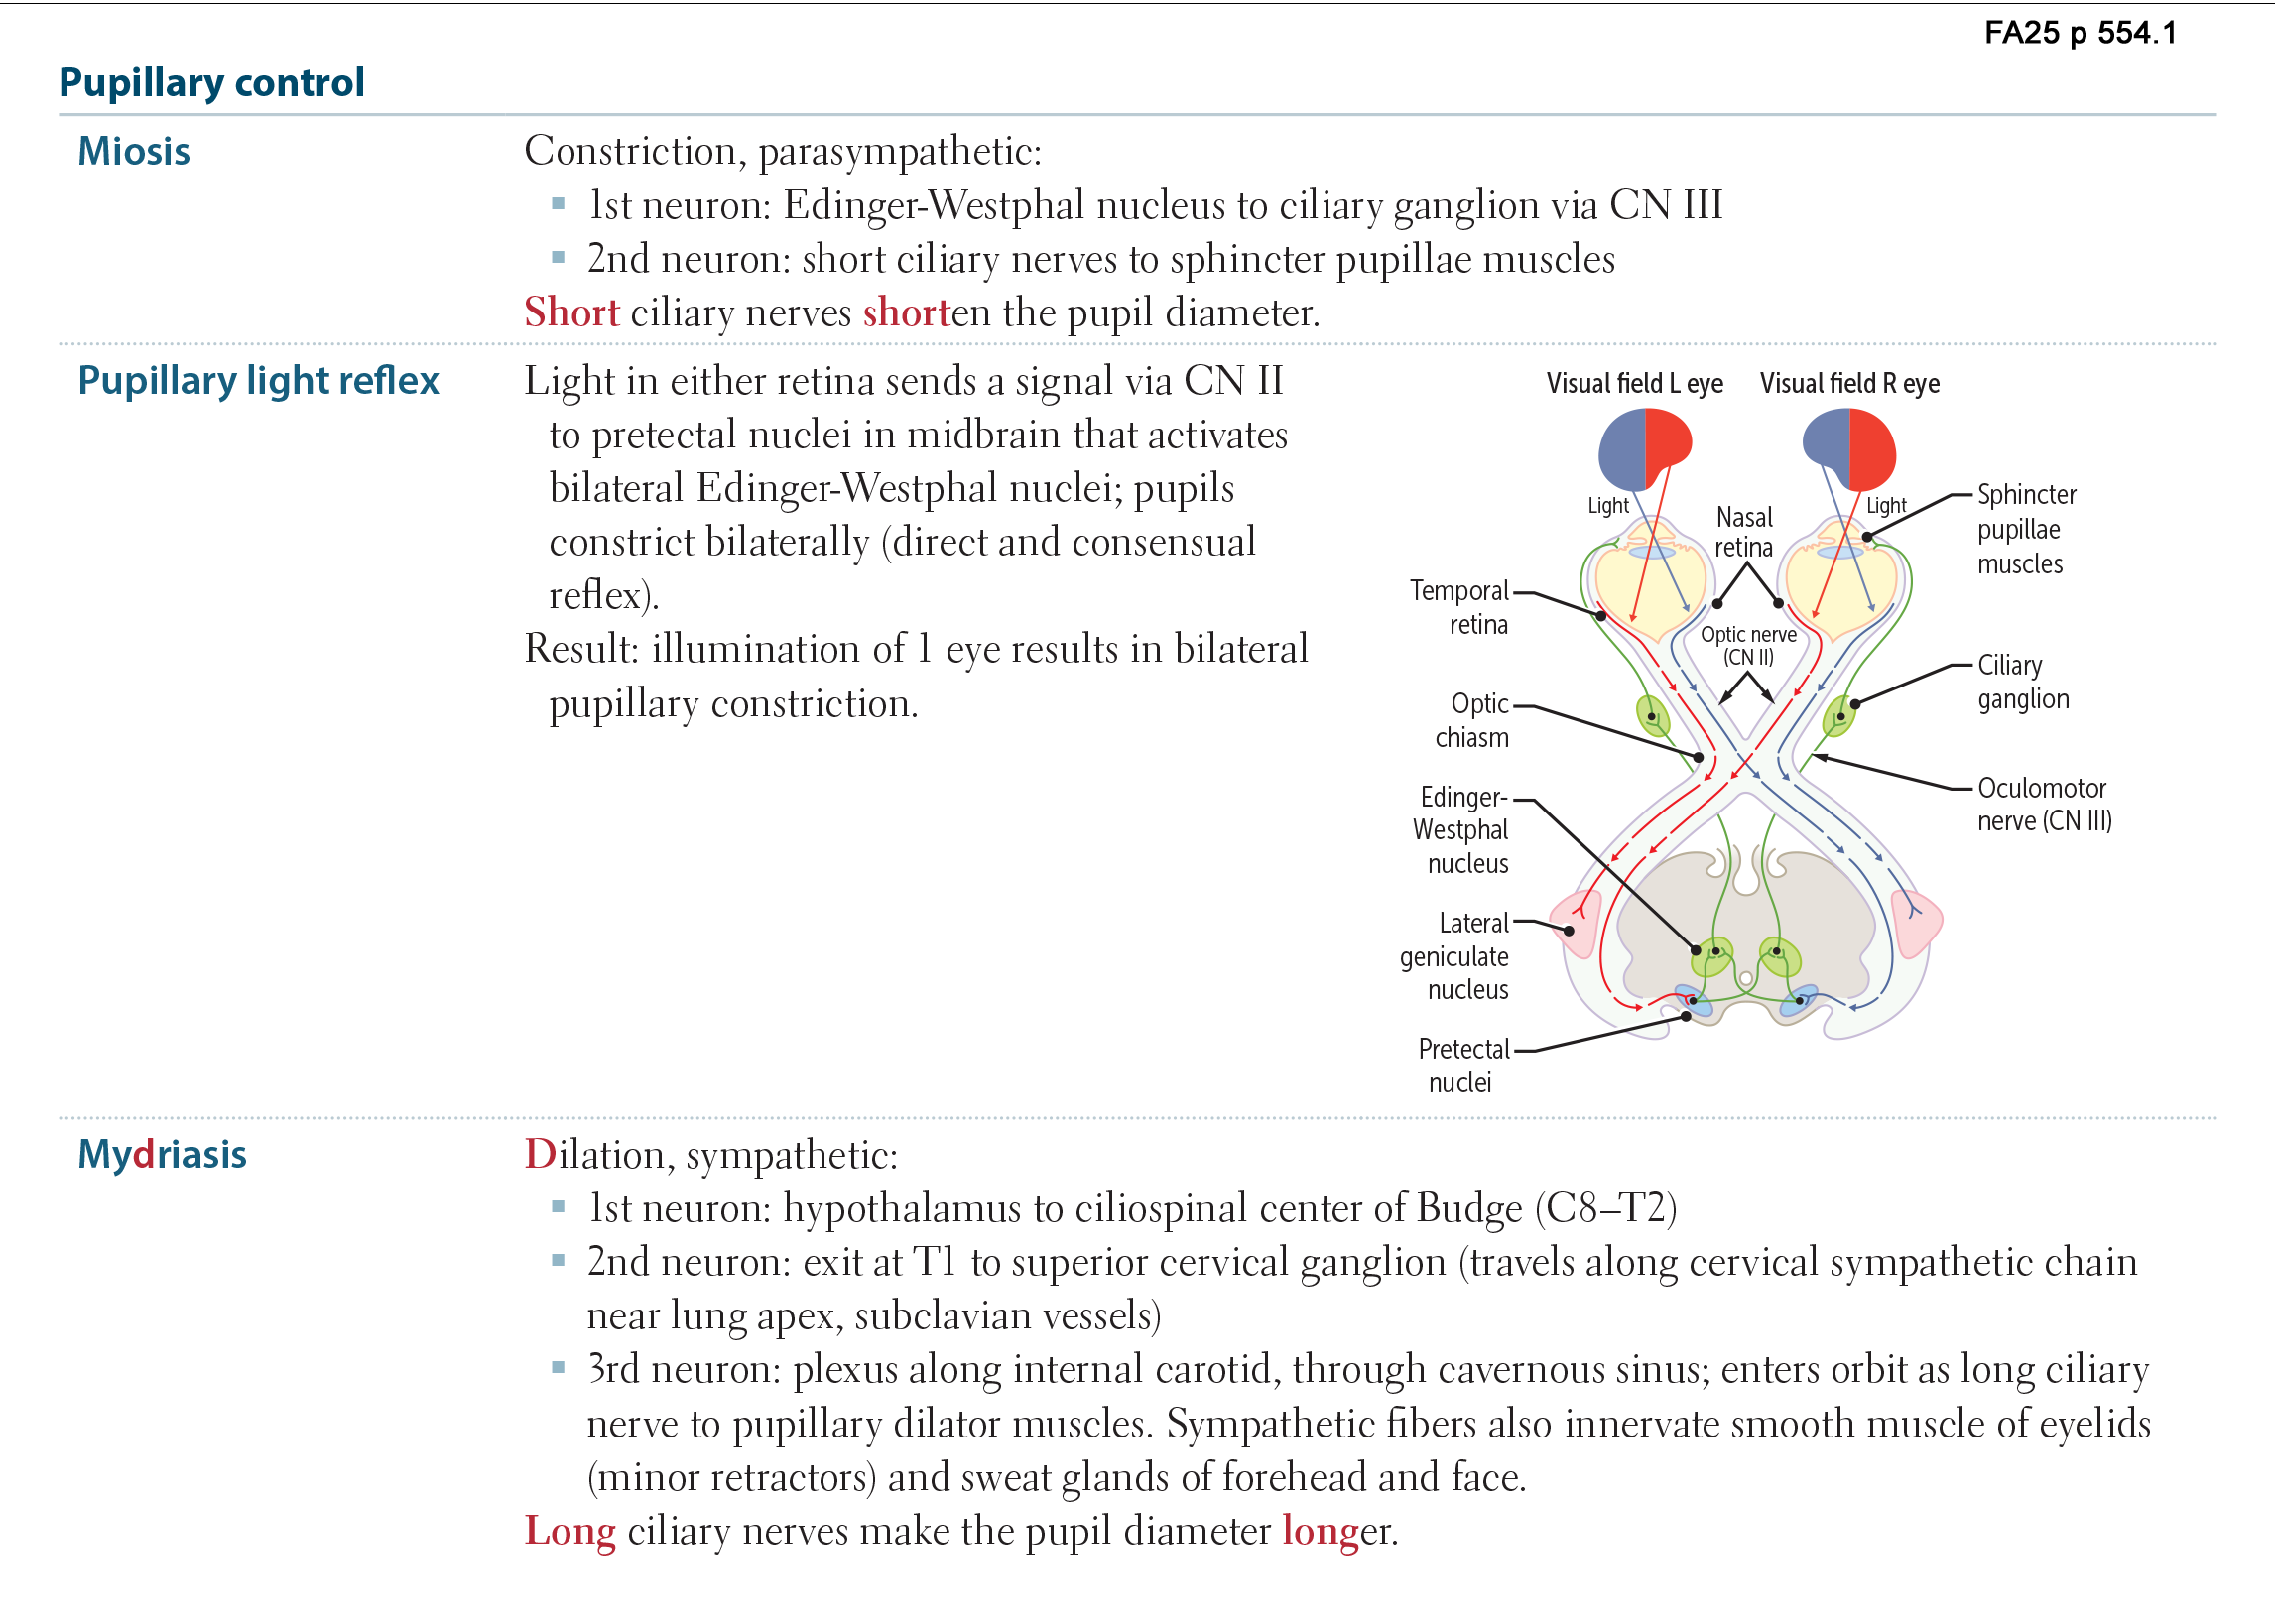 FA25 p 554.1
Pupillary control
Miosis
Constriction, parasympathetic:
▪ 1st neuron: Edinger-Westphal nucleus to ciliary ganglion via CN III
▪ 2nd neuron: short ciliary nerves to sphincter pupillae muscles
Short ciliary nerves shorten the pupil diameter.
Pupillary light reflex
Light in either retina sends a signal via CN II
to pretectal nuclei in midbrain that activates
bilateral Edinger-Westphal nuclei; pupils
constrict bilaterally (direct and consensual
reflex).
Result: illumination of 1 eye results in bilateral
pupillary constriction.
Visual field L eye
Visual field R eye
Light
Light
Nasal
retina
Sphincter
pupillae
muscles
Temporal
retina
Optic nerve
(CN II)
Ciliary
ganglion
Optic
chiasm
Oculomotor
nerve (CN III)
Edinger-
Westphal
nucleus
Lateral
geniculate
nucleus
Pretectal
nuclei
Mydriasis
Dilation, sympathetic:
▪ 1st neuron: hypothalamus to ciliospinal center of Budge (C8–T2)
▪ 2nd neuron: exit at T1 to superior cervical ganglion (travels along cervical sympathetic chain
near lung apex, subclavian vessels)
▪ 3rd neuron: plexus along internal carotid, through cavernous sinus; enters orbit as long ciliary
nerve to pupillary dilator muscles. Sympathetic fibers also innervate smooth muscle of eyelids
(minor retractors) and sweat glands of forehead and face.
Long ciliary nerves make the pupil diameter longer.